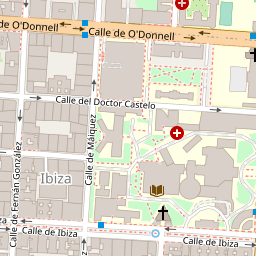 de O'Donnell
Calle de O'Donnell
Calle del Doctor Castelo
Calle de Máiquez
Calle de Fernán González
Ibiza
Calle de Ibiza
Calle de Ibiza